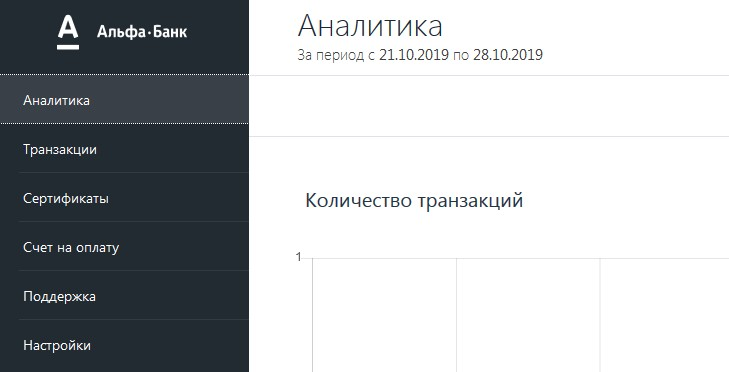 А Альфа·Банк
Аналитика
Транзакции
Сертификаты
Счет на оплату
Поддержка
Настройки
Аналитика
За период с 21.10.2019 по 28.10.2019
Количество транзакций
1